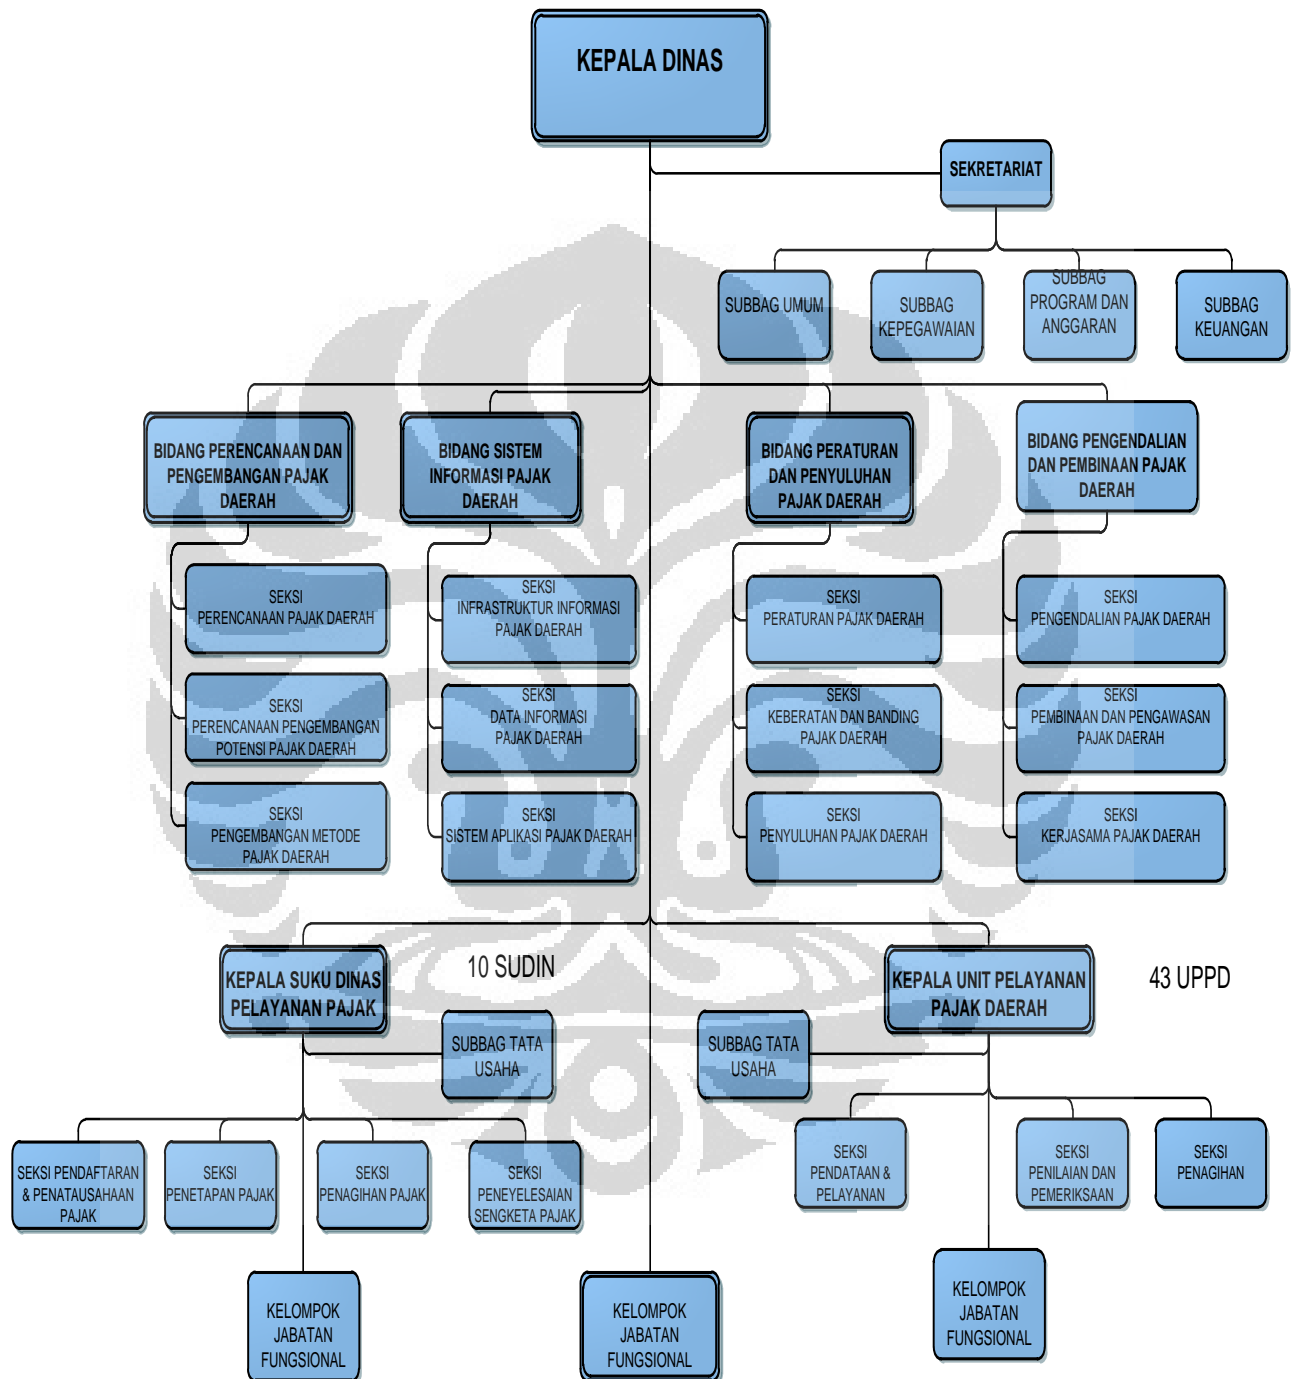 KEPALA DINAS
SEKRETARIAT
SUBBAG UMUM
SUBBAG
KEPEGAWAIAN
SUBBAG
PROGRAM DAN
ANGGARAN
SUBBAG
KEUANGAN
BIDANG PERENCANAAN DAN
PENGEMBANGAN PAJAK
DAERAH
BIDANG SISTEM
INFORMASI PAJAK
DAERAH
BIDANG PERATURAN
DAN PENYULUHAN
PAJAK DAERAH
BIDANG PENGENDALIAN
DAN PEMBINAAN PAJAK
DAERAH
SEKSI
PERENCANAAN PAJAK DAERAH
SEKSI
INFRASTRUKTUR INFORMASI
PAJAK DAERAH
SEKSI
PERATURAN PAJAK DAERAH
SEKSI
PENGENDALIAN PAJAK DAERAH
SEKSI
PERENCANAAN PENGEMBANGAN
POTENSI PAJAK DAERAH
SEKSI
DATA INFORMASI
PAJAK DAERAH
SEKSI
KEBERATAN DAN BANDING
PAJAK DAERAH
SEKSI
PEMBINAAN DAN PENGAWASAN
PAJAK DAERAH
SEKSI
PENGEMBANGAN METODE
PAJAK DAERAH
SEKSI
SISTEM APLIKASI PAJAK DAERAH
SEKSI
PENYULUHAN PAJAK DAERAH
SEKSI
KERJASAMA PAJAK DAERAH
KEPALA SUKU DINAS
PELAYANAN PAJAK
10 SUDIN
KEPALA UNIT PELAYANAN
PAJAK DAERAH
43 UPPD
SUBBAG TATA
USAHA
SUBBAG TATA
USAHA
SEKSI PENDAFTARAN
& PENATAUSAHAAN
PAJAK
SEKSI
PENETAPAN PAJAK
SEKSI
PENAGIHAN PAJAK
SEKSI
PENEYELESAIAN
SENGKETA PAJAK
SEKSI
PENDATAAN &
PELAYANAN
SEKSI
PENILAIAN DAN
PEMERIKSAAN
SEKSI
PENAGIHAN
KELOMPOK
JABATAN
FUNGSIONAL
KELOMPOK
JABATAN
FUNGSIONAL
KELOMPOK
JABATAN
FUNGSIONAL